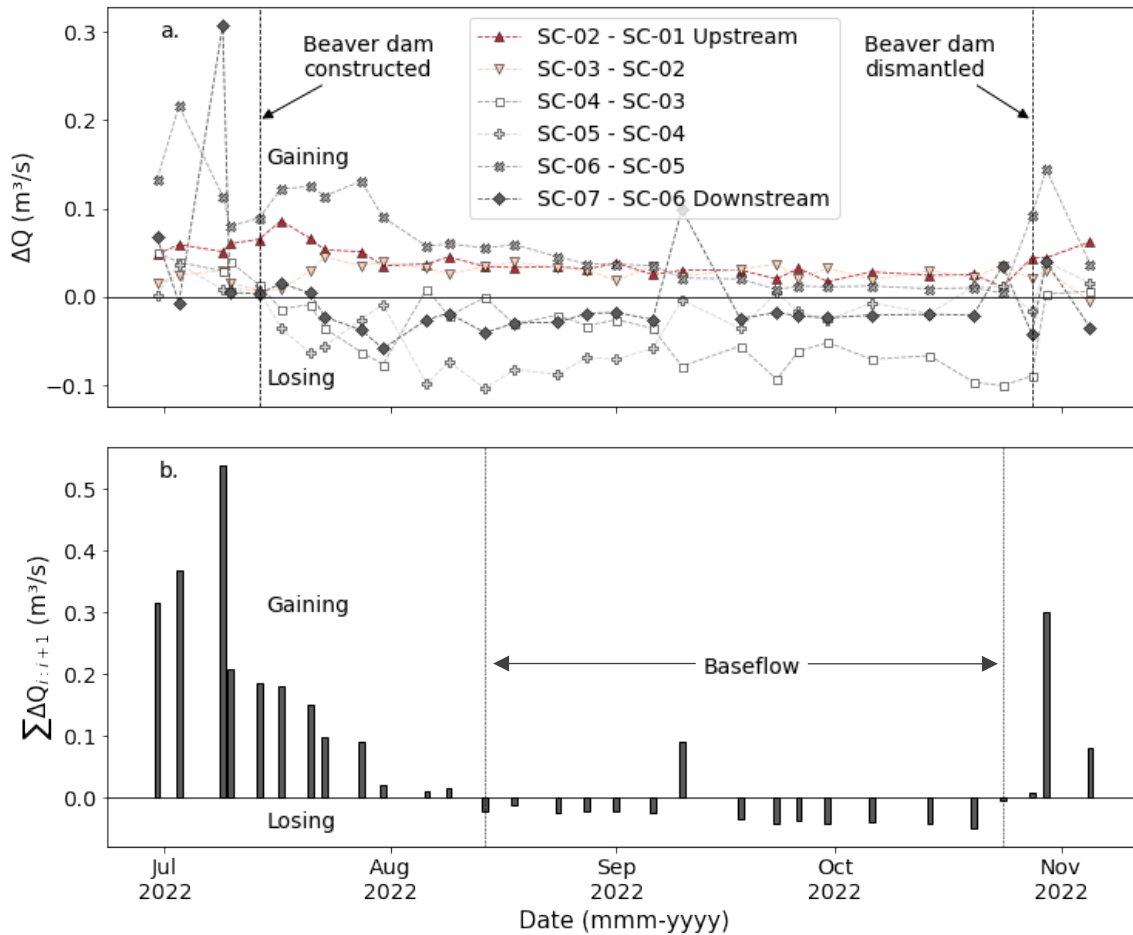 a.
Beaver dam
constructed
SC-02 - SC-01 Upstream
SC-03 - SC-02
SC-04 - SC-03
SC-05 - SC-04
SC-06 - SC-05
SC-07 - SC-06 Downstream
Beaver dam
dismantled
Gaining
Losing
ΔQ (m³/s)
0.3
0.2
0.1
0.0
−0.1
b.
Gaining
Baseflow
Losing
∑ΔQi:i+1 (m³/s)
0.5
0.4
0.3
0.2
0.1
0.0
Jul
2022
Aug
2022
Sep
2022
Oct
2022
Nov
2022
Date (mmm-yyyy)